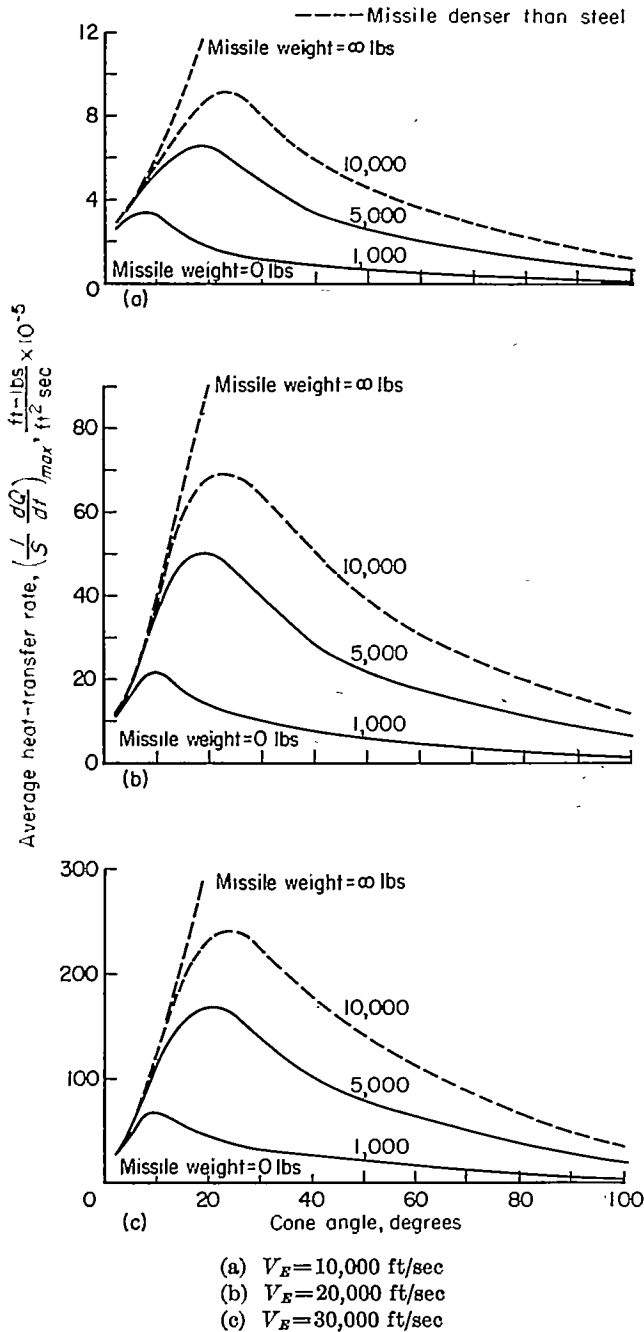 Missile denser than steel
Missile weight=∞ lbs
12
8
4
0
10,000
5,000
1,000
Missile weight=0 lbs
(a)
Average heat-transfer rate, (1/S dQ/dt)max, ft-lbs/ft² sec ×10⁻⁵
Missile weight=∞ lbs
80
60
40
20
0
10,000
5,000
1,000
Missile weight=0 lbs
(b)
300
200
100
Missile weight=∞ lbs
10,000
5,000
1,000
Missile weight=0 lbs
0 20 40 60 80 100
(c) Cone angle, degrees
(a) V_E=10,000 ft/sec
(b) V_E=20,000 ft/sec
(c) V_E=30,000 ft/sec